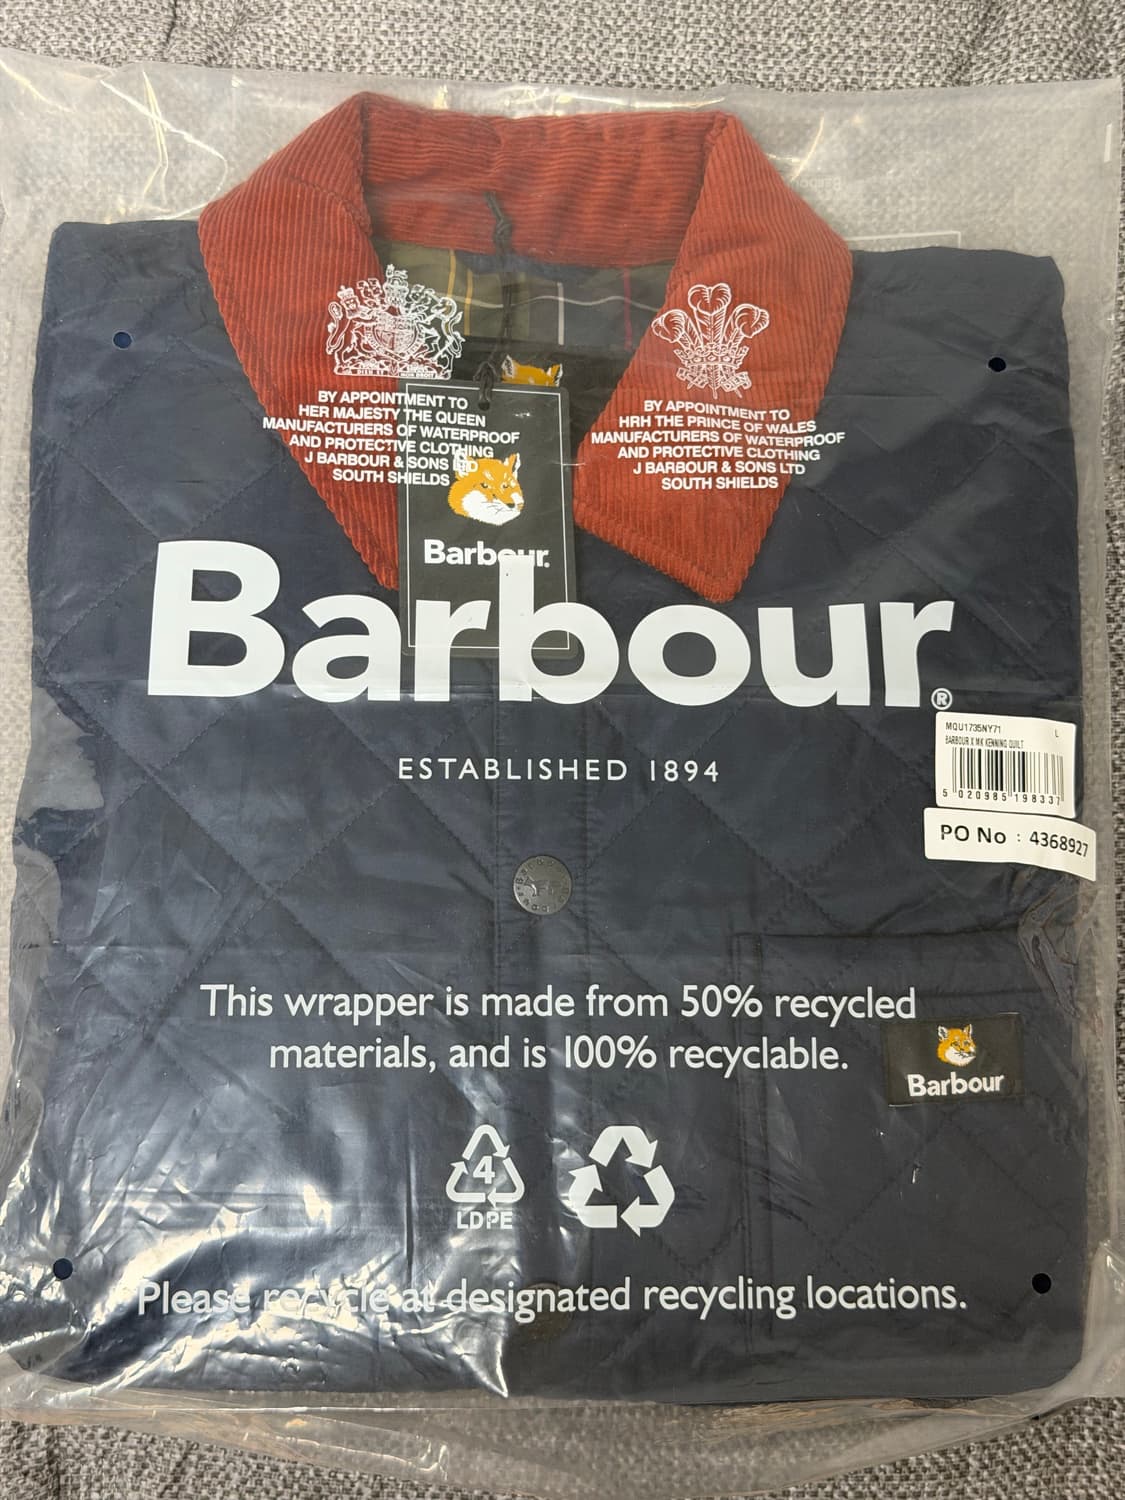 BY APPOINTMENT TO
HER MAJESTY THE QUEEN
MANUFACTURERS OF WATERPROOF
AND PROTECTIVE CLOTHING
J BARBOUR & SONS LTD
SOUTH SHIELDS
BY APPOINTMENT TO
HRH THE PRINCE OF WALES
MANUFACTURERS OF WATERPROOF
AND PROTECTIVE CLOTHING
J BARBOUR & SONS LTD
SOUTH SHIELDS
Barbour.
Barbour®
ESTABLISHED 1894
MQU1735NY71 L
BARBOUR X MK KENNING QUILT
5 020985 198337
PO No : 4368927
This wrapper is made from 50% recycled
materials, and is 100% recyclable.
Barbour
4
LDPE
Please recycle at designated recycling locations.